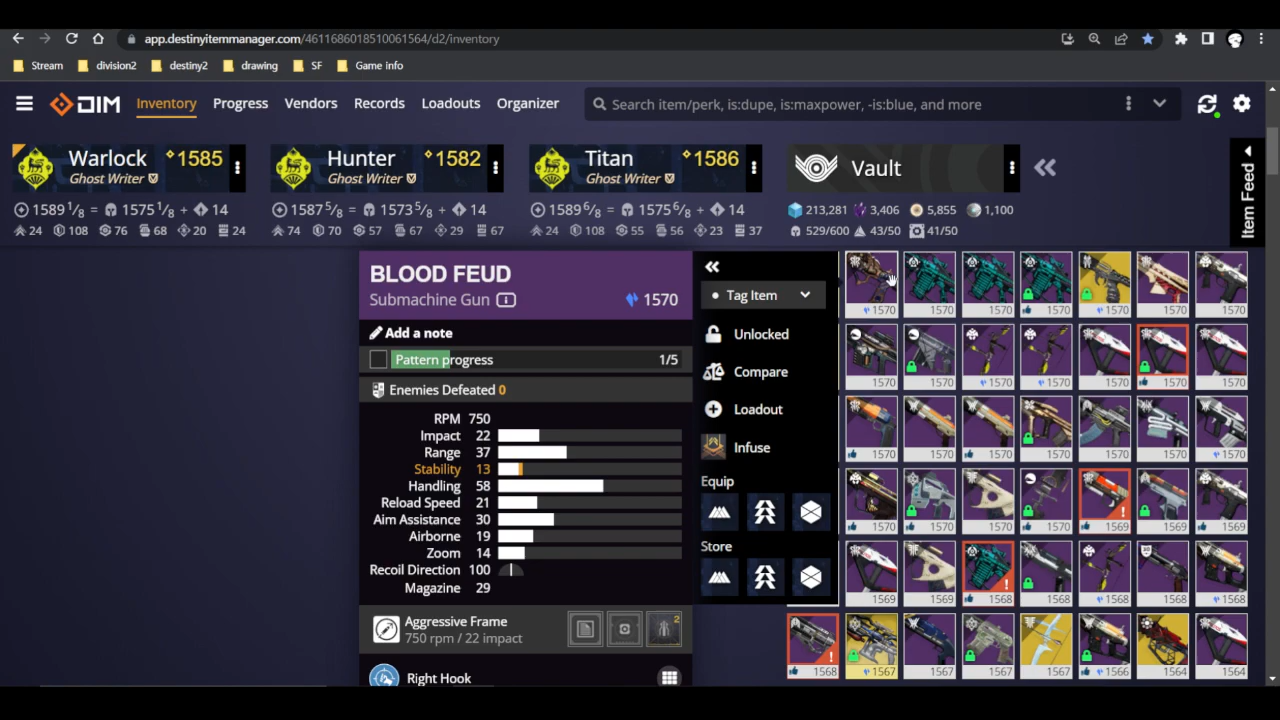 app.destinyitemmanager.com/4611686018510061564/d2/inventory
Stream division2 destiny2 drawing SF Game info
DIM Inventory Progress Vendors Records Loadouts Organizer Search item/perk, is:dupe, is:maxpower, -is:blue, and more
Warlock 1585 Hunter 1582 Titan 1586 Vault
Ghost Writer Ghost Writer Ghost Writer
1589 1/8 = 1575 1/8 + 14 1587 5/8 = 1573 5/8 + 14 1589 6/8 = 1575 6/8 + 14 213,281 3,406 5,855 1,100
24 108 76 68 20 24 74 70 57 67 29 67 24 108 55 56 23 37 529/600 43/50 41/50
Item Feed
BLOOD FEUD
Submachine Gun 1570
Add a note
Pattern progress 1/5
Enemies Defeated 0
RPM 750
Impact 22
Range 37
Stability 13
Handling 58
Reload Speed 21
Aim Assistance 30
Airborne 19
Zoom 14
Recoil Direction 100
Magazine 29
Aggressive Frame
750 rpm / 22 impact
2
Right Hook
Tag Item
Unlocked
Compare
Loadout
Infuse
Equip
Store
1570 1570 1570 1570 1570 1570 1570
1570 1570 1570 1570 1570 1570 1570
1570 1570 1570 1570 1570 1570 1570
1570 1570 1570 1570 1569 1569 1569
1569 1569 1568 1568 1568 1568 1568
1568 1567 1567 1567 1567 1566 1564 1564